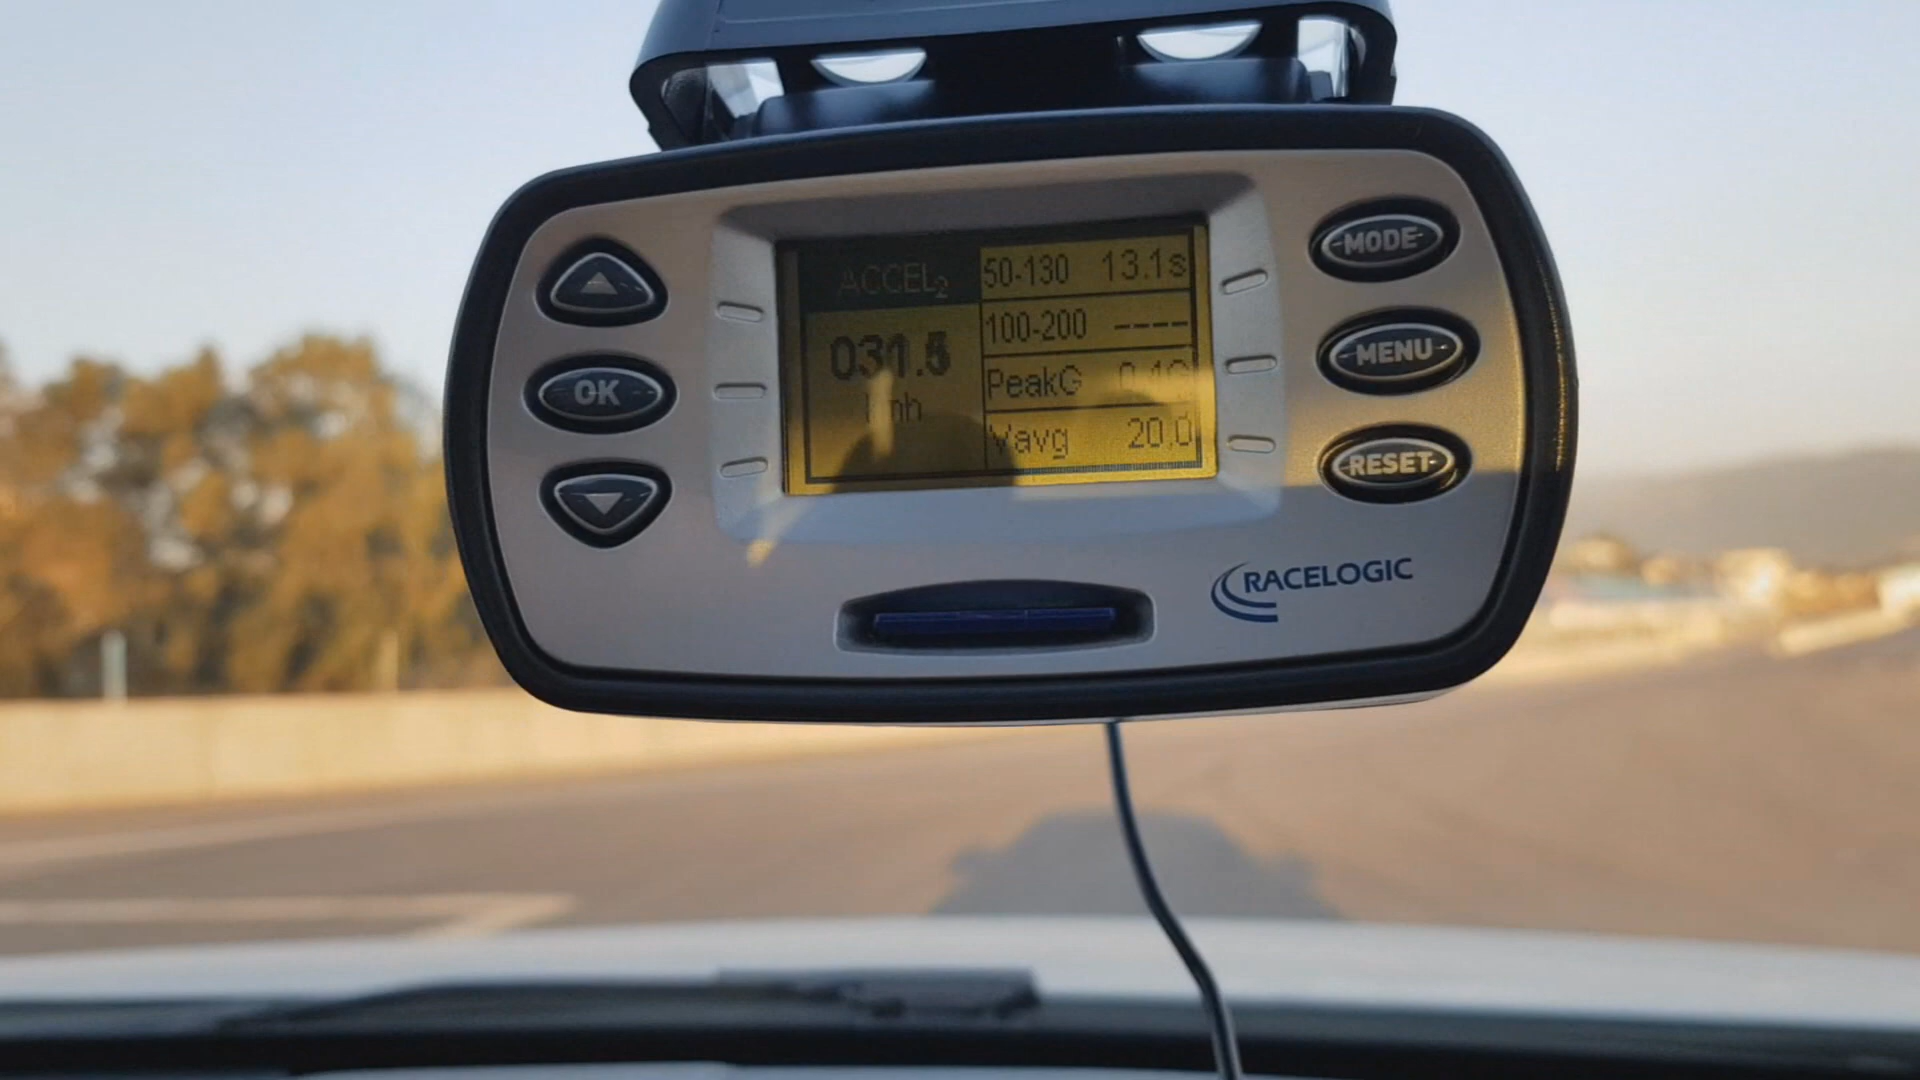 ACCEL2
031.5
50-130 13.1s
100-200 ----
PeakG
Vavg 20.0
OK
MODE
MENU
RESET
RACELOGIC